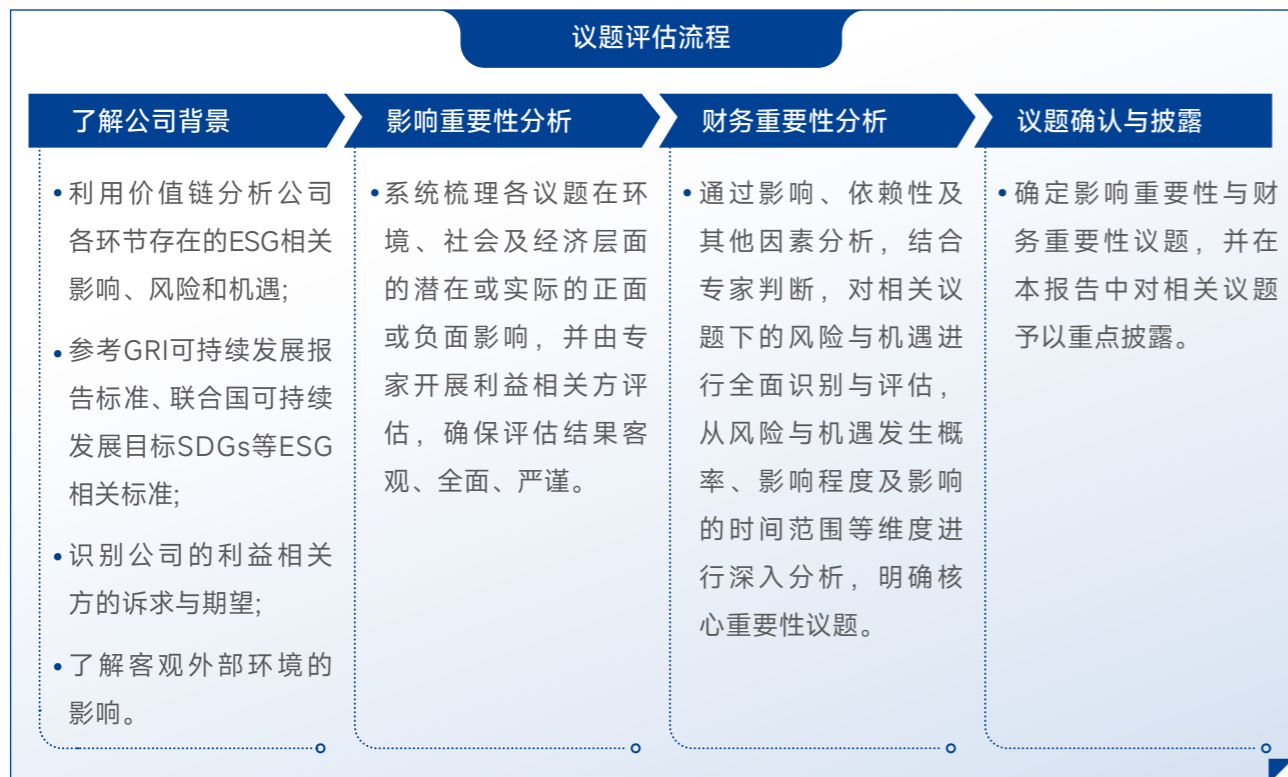 议题评估流程
了解公司背景
•利用价值链分析公司
各环节存在的ESG相关
影响、风险和机遇;
•参考GRI可持续发展报
告标准、联合国可持续
发展目标SDGs等ESG
相关标准;
•识别公司的利益相关
方的诉求与期望;
•了解客观外部环境的
影响。
影响重要性分析
•系统梳理各议题在环
境、社会及经济层面
的潜在或实际的正面
或负面影响，并由专
家开展利益相关方评
估，确保评估结果客
观、全面、严谨。
财务重要性分析
•通过影响、依赖性及
其他因素分析，结合
专家判断，对相关议
题下的风险与机遇进
行全面识别与评估，
从风险与机遇发生概
率、影响程度及影响
的时间范围等维度进
行深入分析，明确核
心重要性议题。
议题确认与披露
•确定影响重要性与财
务重要性议题，并在
本报告中对相关议题
予以重点披露。